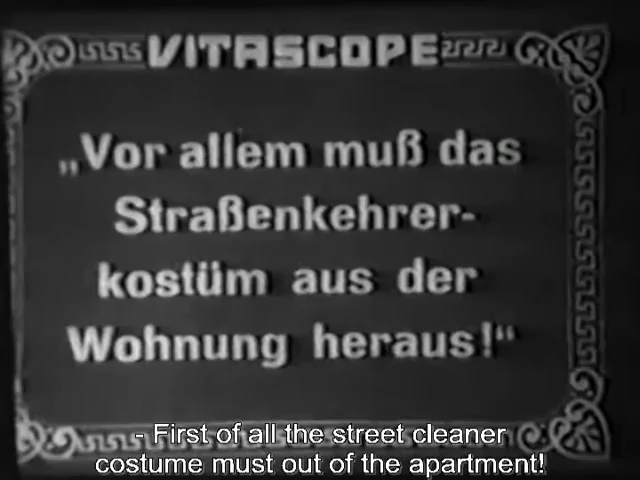 VITASCOPE
„Vor allem muß das
Straßenkehrer-
kostüm aus der
Wohnung heraus!“
- First of all the street cleaner
costume must out of the apartment!